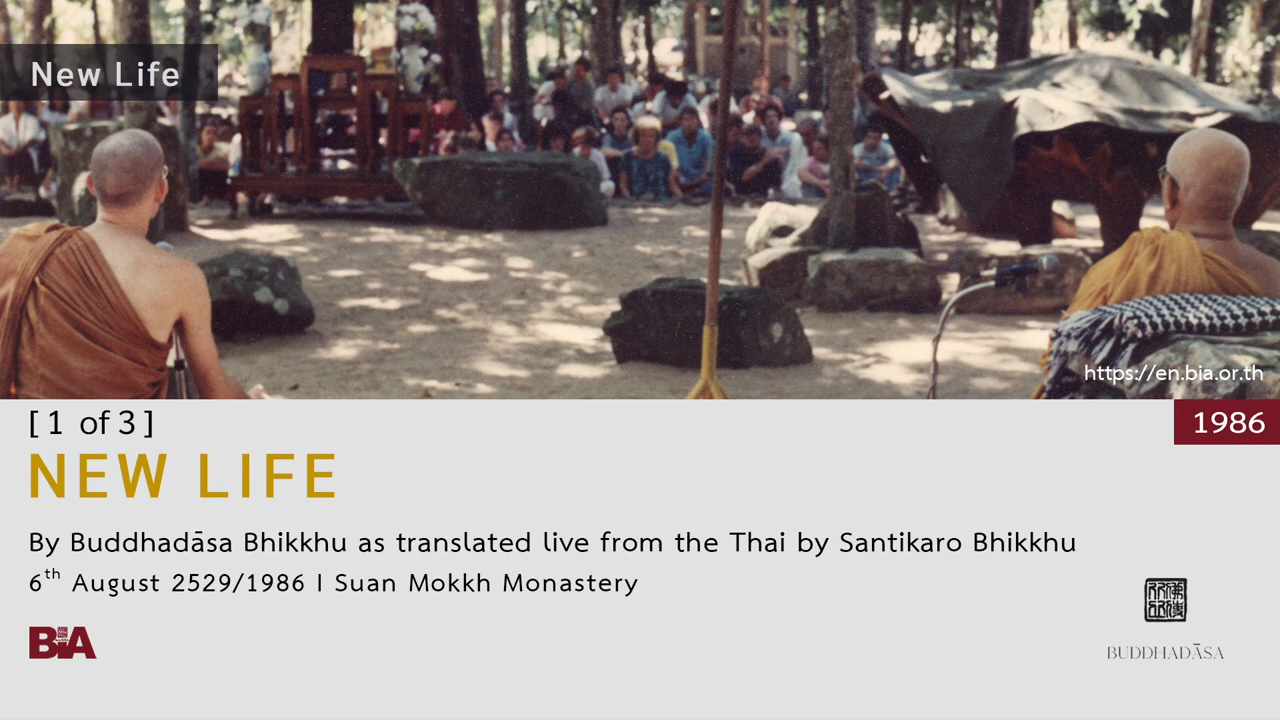 New Life
https://en.bia.or.th
[ 1 of 3 ]
1986
NEW LIFE
By Buddhadāsa Bhikkhu as translated live from the Thai by Santikaro Bhikkhu
6th August 2529/1986 I Suan Mokkh Monastery
BIA
BUDDHADĀSA